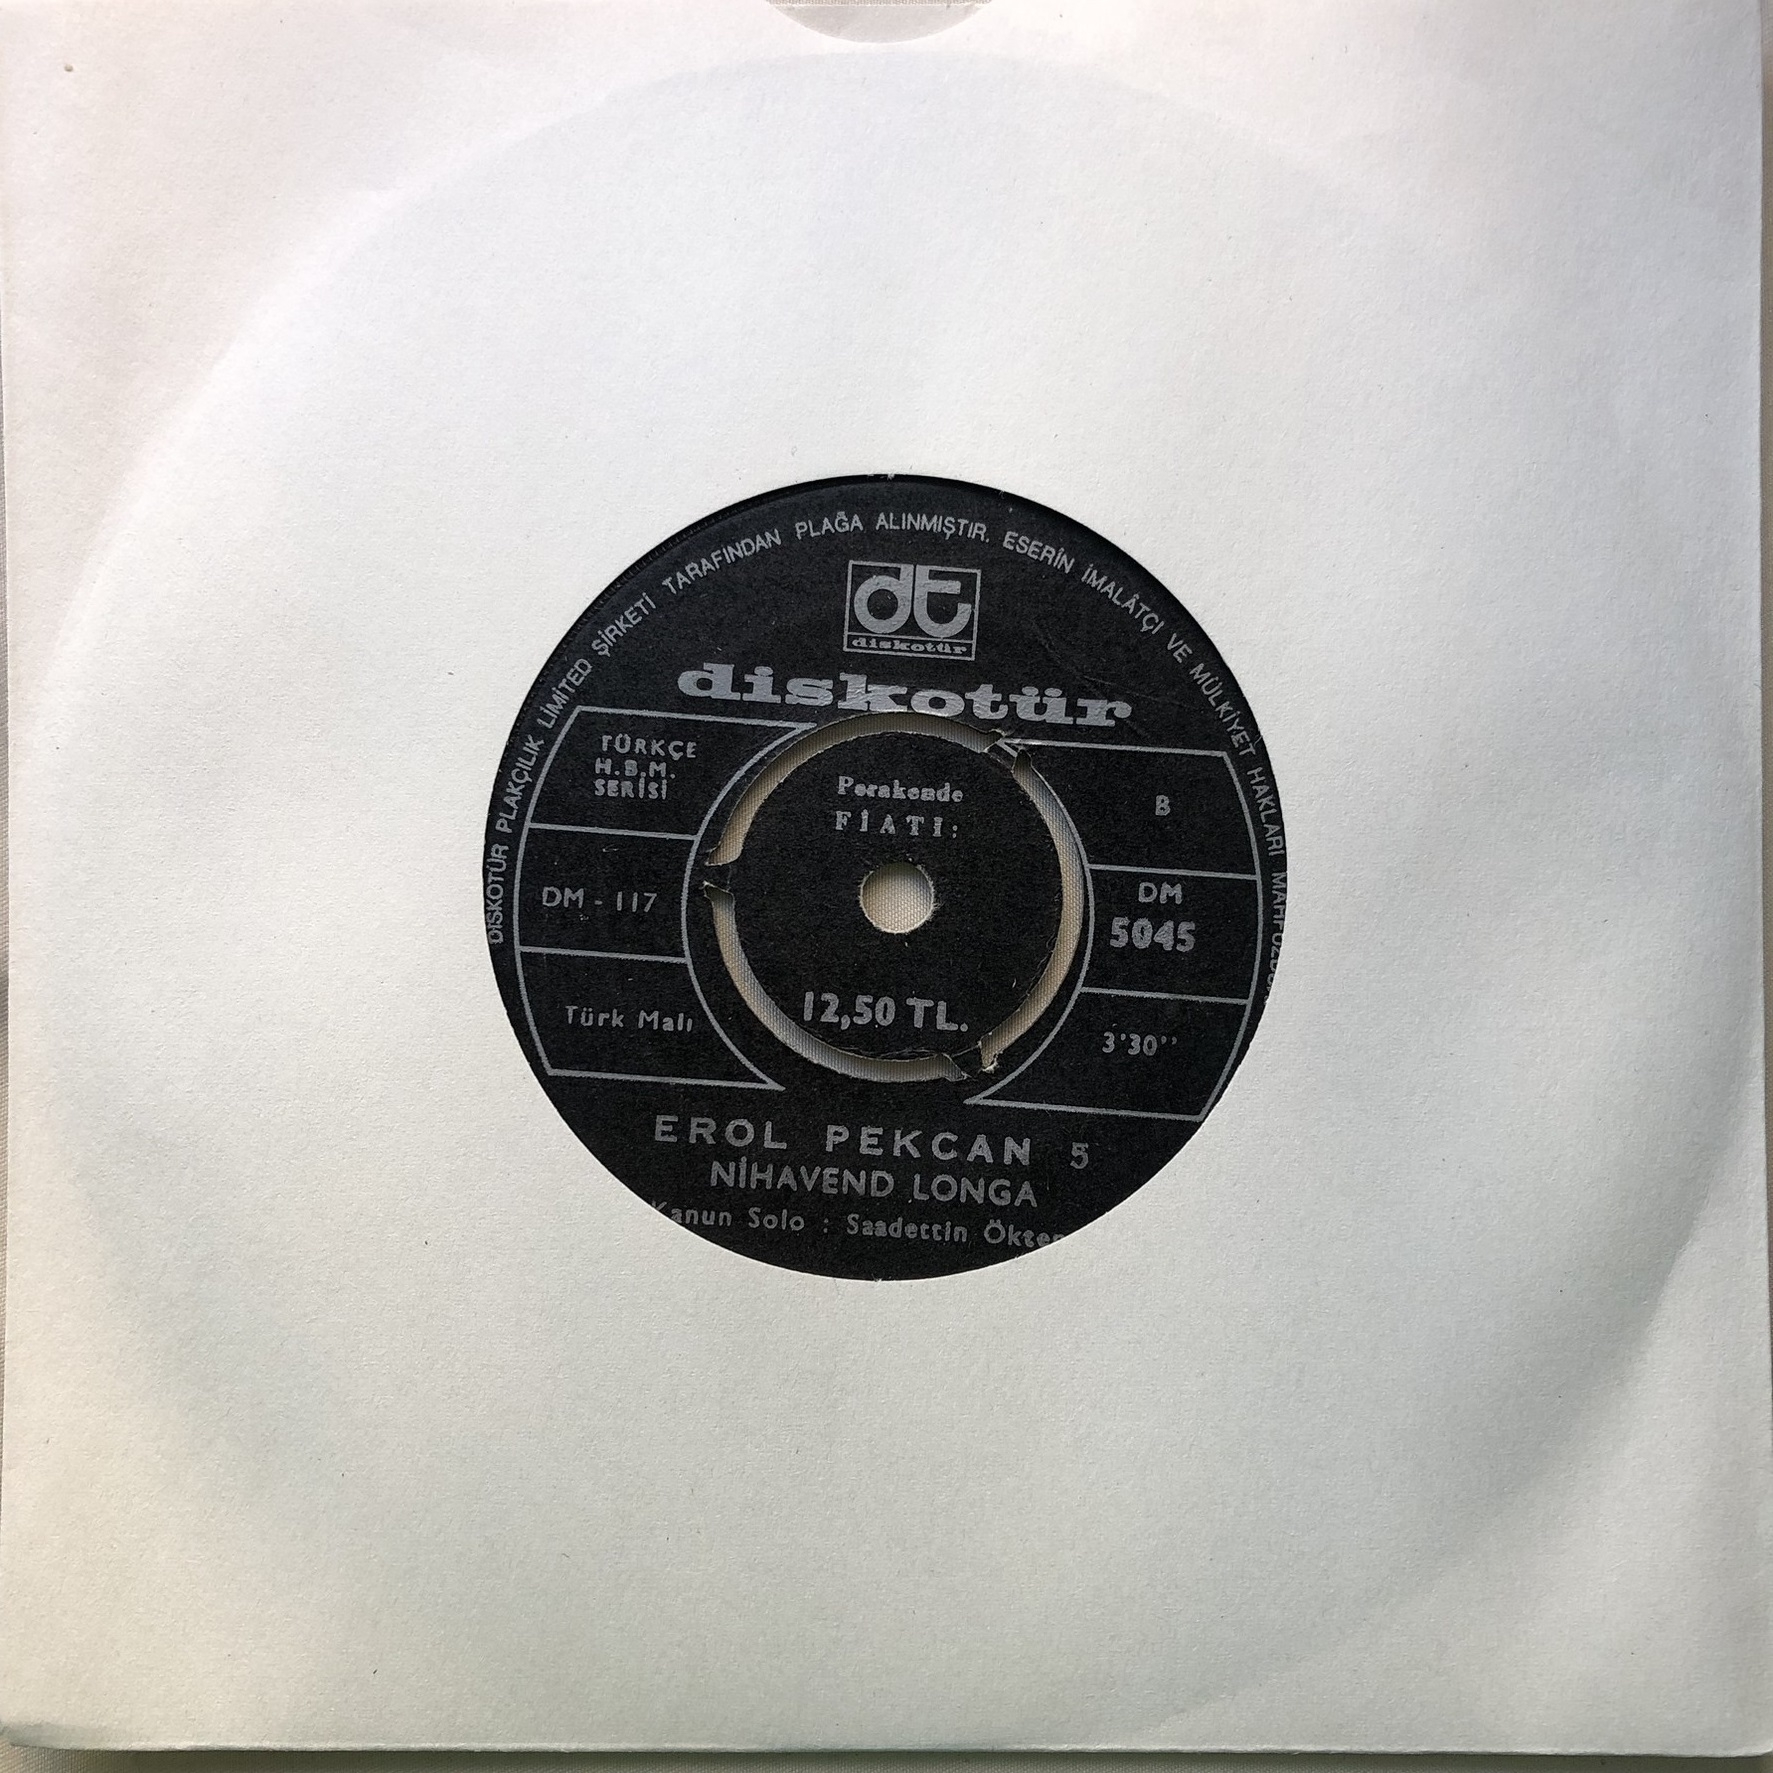 DİSKOTÜR PLAKÇILIK LİMİTED ŞİRKETİ TARAFINDAN PLAĞA ALINMIŞTIR. ESERİN İMALÂTÇI VE MÜLKİYET HAKLARI
dt
diskotür
diskotür
TÜRKÇE
H.B.M.
SERİSİ
DM - 117
Türk Malı
Perakende
FİATI:
12,50 TL.
B
DM
5045
3'30''
EROL PEKCAN 5
NİHAVEND LONGA
Kanun Solo : Saadettin